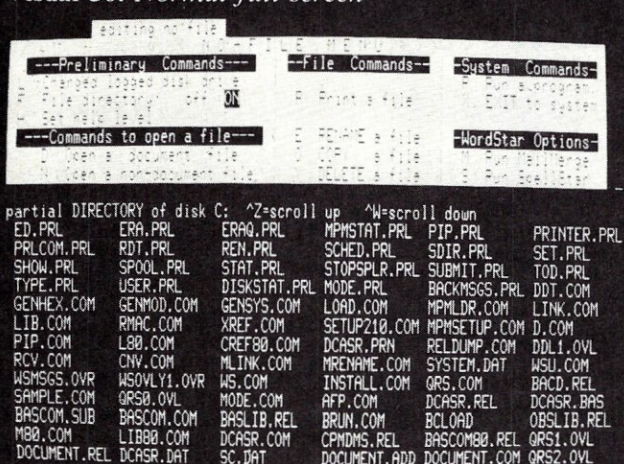 Normal full screen
editing no file
---Preliminary Commands--- ---File Commands--- -System Commands-
Changed logged disk drive R Run a program
F File directory off ON P Print a file EXIT to system
H Set help level
---Commands to open a file--- E RENAME a file -WordStar Options-
Open a document file COPY a file M Run MailMerge
N Open a non-document file DELETE a file S Run SpellStar
partial DIRECTORY of disk C: ^Z=scroll up ^W=scroll down
ED.PRL ERA.PRL ERAQ.PRL MPMSTAT.PRL PIP.PRL PRINTER.PRL
PRLCOM.PRL RDT.PRL REN.PRL SCHED.PRL SDIR.PRL SET.PRL
SHOW.PRL SPOOL.PRL STAT.PRL STOPSPLR.PRL SUBMIT.PRL TOD.PRL
TYPE.PRL USER.PRL DISKSTAT.PRL MODE.PRL BACKMSGS.PRL DDT.COM
GENHEX.COM GENMOD.COM GENSYS.COM LOAD.COM MPMLDR.COM LINK.COM
LIB.COM RMAC.COM XREF.COM SETUP210.COM MPMSETUP.COM D.COM
PIP.COM L80.COM CREF80.COM DCASR.PRN RELDUMP.COM DDL1.OVL
RCV.COM CNV.COM MLINK.COM MRENAME.COM SYSTEM.DAT WSU.COM
WSMSGS.OVR WSOVLY1.OVR WS.COM INSTALL.COM QRS.COM BACD.REL
SAMPLE.COM QRS0.OVL MODE.COM AFP.COM DCASR.REL DCASR.BAS
BASCOM.SUB BASCOM.COM BASLIB.REL BRUN.COM BCLOAD OBSLIB.REL
M80.COM LIB80.COM DCASR.COM CPMDMS.REL BASCOM80.REL QRS1.OVL
DOCUMENT.REL DCASR.DAT SC.DAT DOCUMENT.ADD DOCUMENT.COM QRS2.OVL